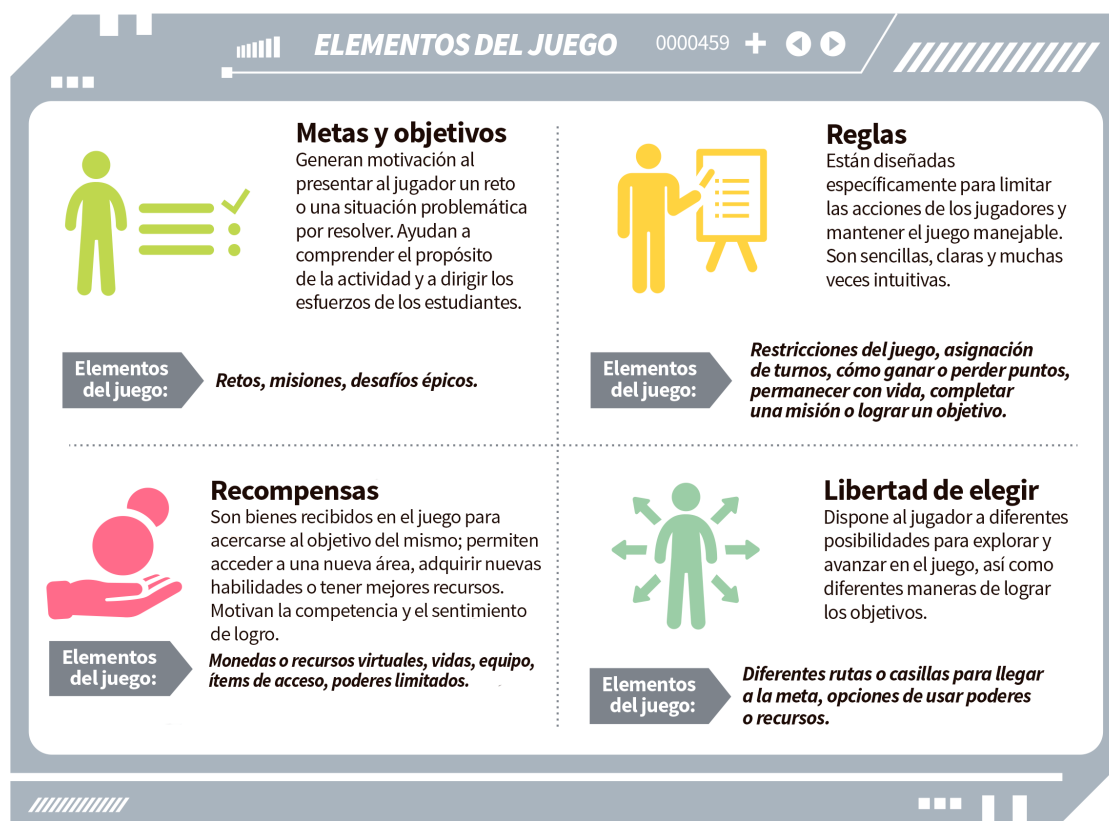 ELEMENTOS DEL JUEGO
0000459
Metas y objetivos
Generan motivación al
presentar al jugador un reto
o una situación problemática
por resolver. Ayudan a
comprender el propósito
de la actividad y a dirigir los
esfuerzos de los estudiantes.
Elementos
del juego:
Retos, misiones, desafíos épicos.
Reglas
Están diseñadas
específicamente para limitar
las acciones de los jugadores y
mantener el juego manejable.
Son sencillas, claras y muchas
veces intuitivas.
Elementos
del juego:
Restricciones del juego, asignación
de turnos, cómo ganar o perder puntos,
permanecer con vida, completar
una misión o lograr un objetivo.
Recompensas
Son bienes recibidos en el juego para
acercarse al objetivo del mismo; permiten
acceder a una nueva área, adquirir nuevas
habilidades o tener mejores recursos.
Motivan la competencia y el sentimiento
de logro.
Elementos
del juego:
Monedas o recursos virtuales, vidas, equipo,
ítems de acceso, poderes limitados.
Libertad de elegir
Dispone al jugador a diferentes
posibilidades para explorar y
avanzar en el juego, así como
diferentes maneras de lograr
los objetivos.
Elementos
del juego:
Diferentes rutas o casillas para llegar
a la meta, opciones de usar poderes
o recursos.